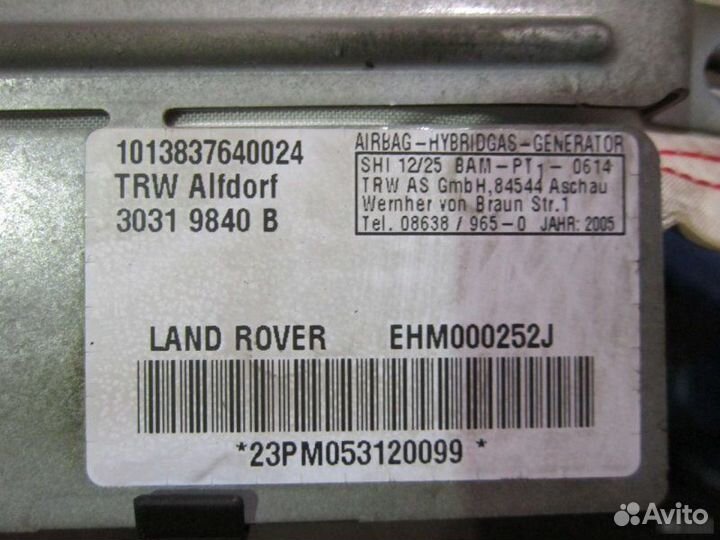 1013837640024
TRW Alfdorf
3031 9840 B
AIRBAG-HYBRIDGAS-GENERATOR
SHI 12/25 BAM-PT1-0614
TRW AS GmbH,84544 Aschau
Wernher von Braun Str.1
Tel. 08638 / 965-0 JAHR: 2005
LAND ROVER EHM000252J
*23PM053120099 *
Avito